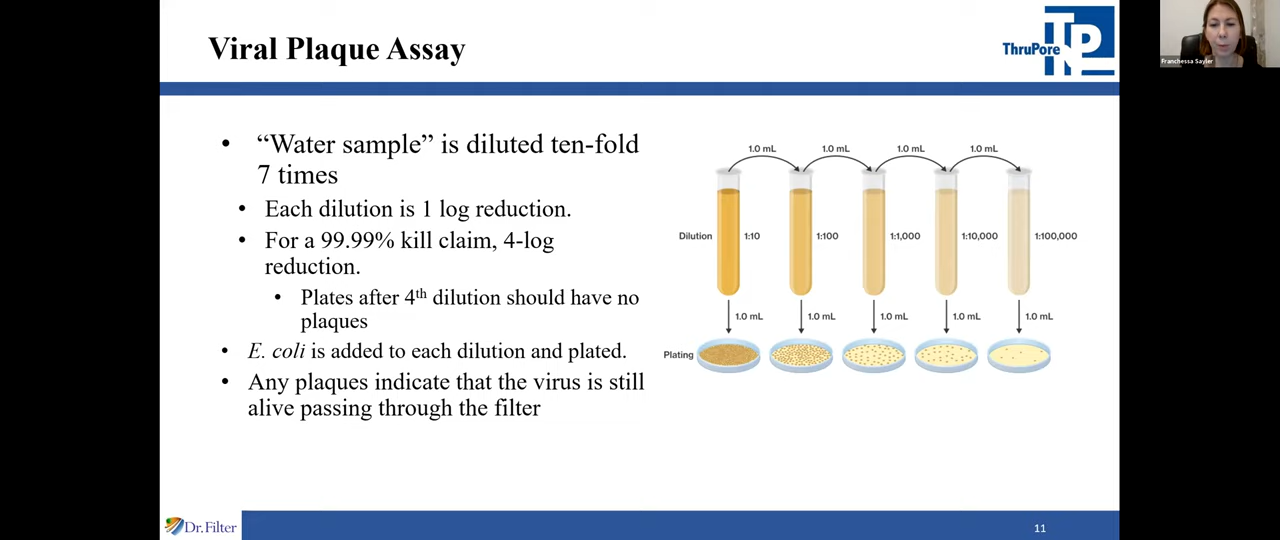 Viral Plaque Assay
ThruPore
TP
Franchessa Sayler
• “Water sample” is diluted ten-fold
7 times
• Each dilution is 1 log reduction.
• For a 99.99% kill claim, 4-log
reduction.
• Plates after 4th dilution should have no
plaques
• E. coli is added to each dilution and plated.
• Any plaques indicate that the virus is still
alive passing through the filter
1.0 mL 1.0 mL 1.0 mL 1.0 mL
Dilution 1:10 1:100 1:1,000 1:10,000 1:100,000
1.0 mL 1.0 mL 1.0 mL 1.0 mL 1.0 mL
Plating
Dr.Filter
11